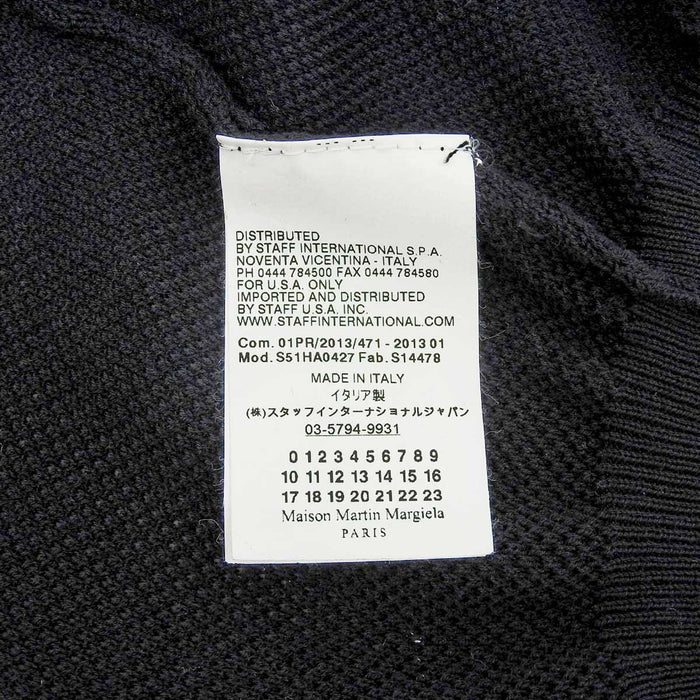 DISTRIBUTED
BY STAFF INTERNATIONAL S.P.A.
NOVENTA VICENTINA - ITALY
PH 0444 784500 FAX 0444 784580
FOR U.S.A. ONLY
IMPORTED AND DISTRIBUTED
BY STAFF U.S.A. INC.
WWW.STAFFINTERNATIONAL.COM
Com. 01PR/2013/471 - 2013 01
Mod. S51HA0427 Fab. S14478
MADE IN ITALY
イタリア製
(株)スタッフインターナショナルジャパン
03-5794-9931
0 1 2 3 4 5 6 7 8 9
10 11 12 13 14 15 16
17 18 19 20 21 22 23
Maison Martin Margiela
PARIS